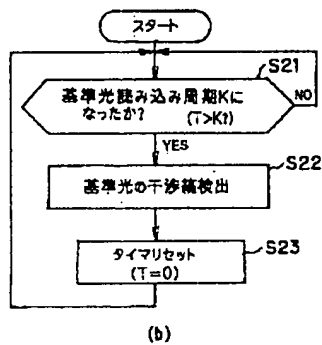 スタート
S21
基準光読み込み周期Kに
なったか? (T>K?)
NO
YES
S22
基準光の干渉縞検出
S23
タイマリセット
(T=0)
(b)